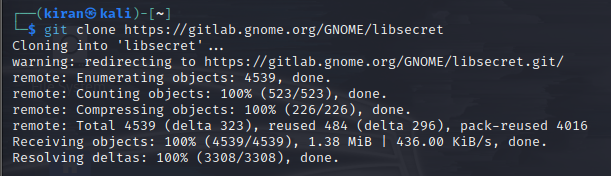 ┌──(kiran㉿kali)-[~]
└─$ git clone https://gitlab.gnome.org/GNOME/libsecret
Cloning into 'libsecret'...
warning: redirecting to https://gitlab.gnome.org/GNOME/libsecret.git/
remote: Enumerating objects: 4539, done.
remote: Counting objects: 100% (523/523), done.
remote: Compressing objects: 100% (226/226), done.
remote: Total 4539 (delta 323), reused 484 (delta 296), pack-reused 4016
Receiving objects: 100% (4539/4539), 1.38 MiB | 436.00 KiB/s, done.
Resolving deltas: 100% (3308/3308), done.